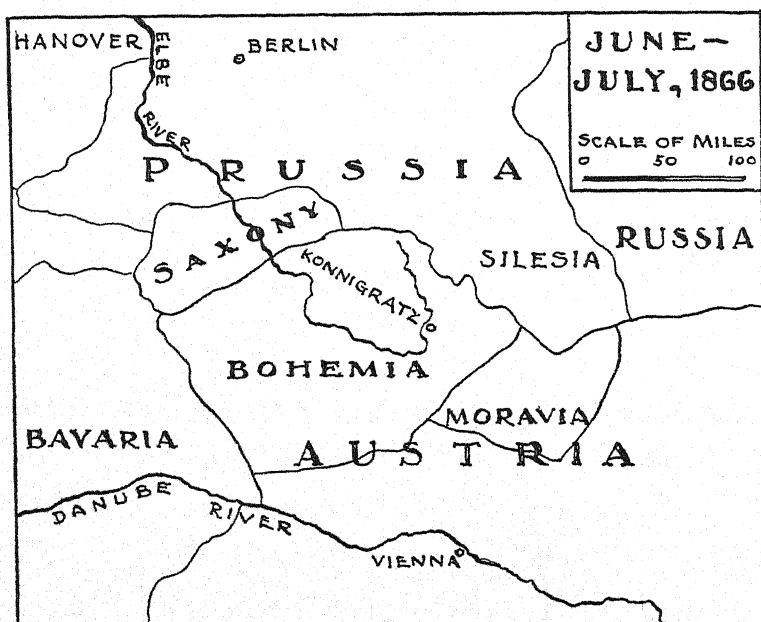 HANOVER
ELBE
RIVER
BERLIN
JUNE–
JULY, 1866
SCALE OF MILES
0 50 100
PRUSSIA
SAXONY
KONNIGRATZ
SILESIA
RUSSIA
BOHEMIA
MORAVIA
BAVARIA
AUSTRIA
DANUBE RIVER
VIENNA